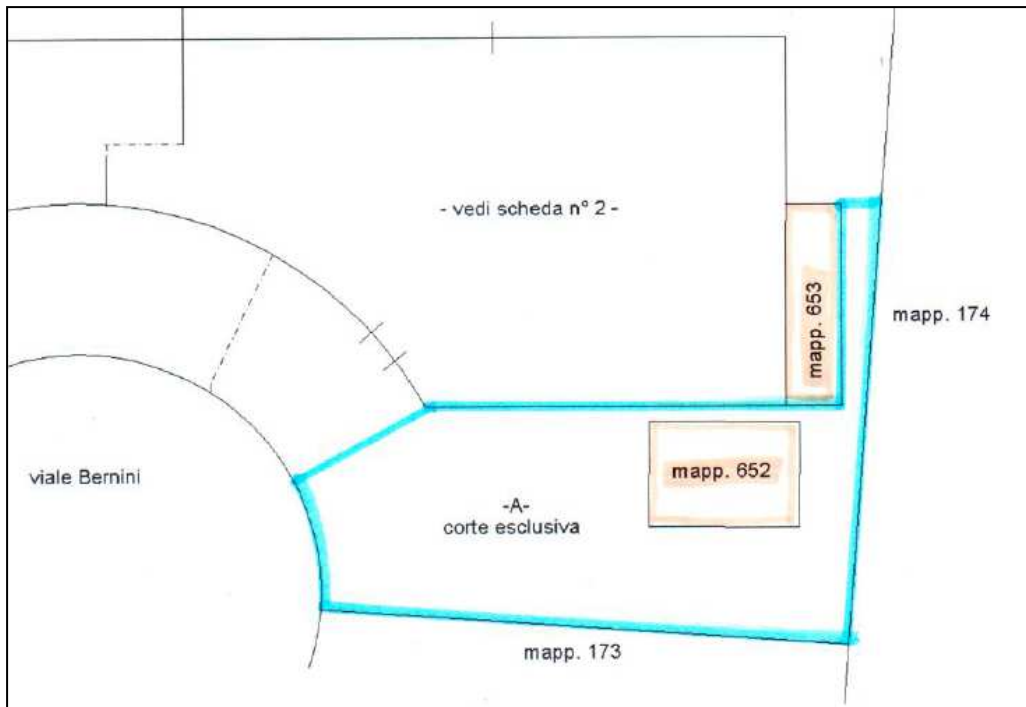 - vedi scheda n° 2 -
mapp. 653
mapp. 174
viale Bernini
mapp. 652
-A-
corte esclusiva
mapp. 173